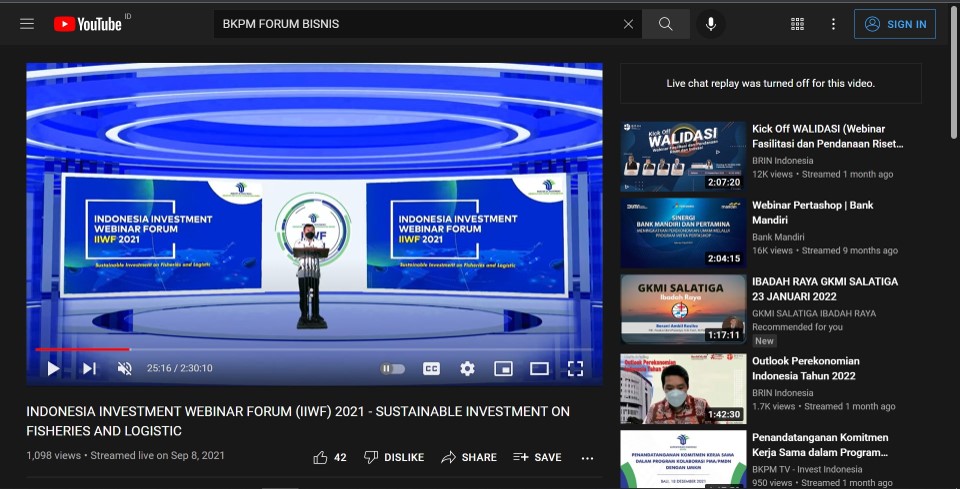 YouTube ID
BKPM FORUM BISNIS
SIGN IN
INDONESIA INVESTMENT
WEBINAR FORUM
IIWF 2021
Sustainable Investment on Fisheries and Logistic
INDONESIA INVESTMENT
WEBINAR FORUM
IIWF 2021
Sustainable Investment on Fisheries and Logistic
25:16 / 2:30:10
CC
INDONESIA INVESTMENT WEBINAR FORUM (IIWF) 2021 - SUSTAINABLE INVESTMENT ON
FISHERIES AND LOGISTIC
1,098 views • Streamed live on Sep 8, 2021
42
DISLIKE
SHARE
SAVE
Live chat replay was turned off for this video.
Kick Off
WALIDASI
2:07:20
Kick Off WALIDASI (Webinar
Fasilitasi dan Pendanaan Riset...
BRIN Indonesia
12K views • Streamed 1 month ago
SINERGI
BANK MANDIRI DAN PERTAMINA
2:04:15
Webinar Pertashop | Bank
Mandiri
Bank Mandiri
16K views • Streamed 9 months ago
GKMI SALATIGA
Ibadah Raya
1:17:11
IBADAH RAYA GKMI SALATIGA
23 JANUARI 2022
GKMI SALATIGA IBADAH RAYA
Recommended for you
New
Outlook Perekonomian
1:42:30
Outlook Perekonomian
Indonesia Tahun 2022
BRIN Indonesia
1.7K views • Streamed 1 month ago
PENANDATANGANAN KOMITMEN KERJA SAMA
DALAM PROGRAM KOLABORASI PMA/PMDN
DENGAN UMKM
Penandatanganan Komitmen
Kerja Sama dalam Program...
BKPM TV - Invest Indonesia
950 views • Streamed 1 month ago